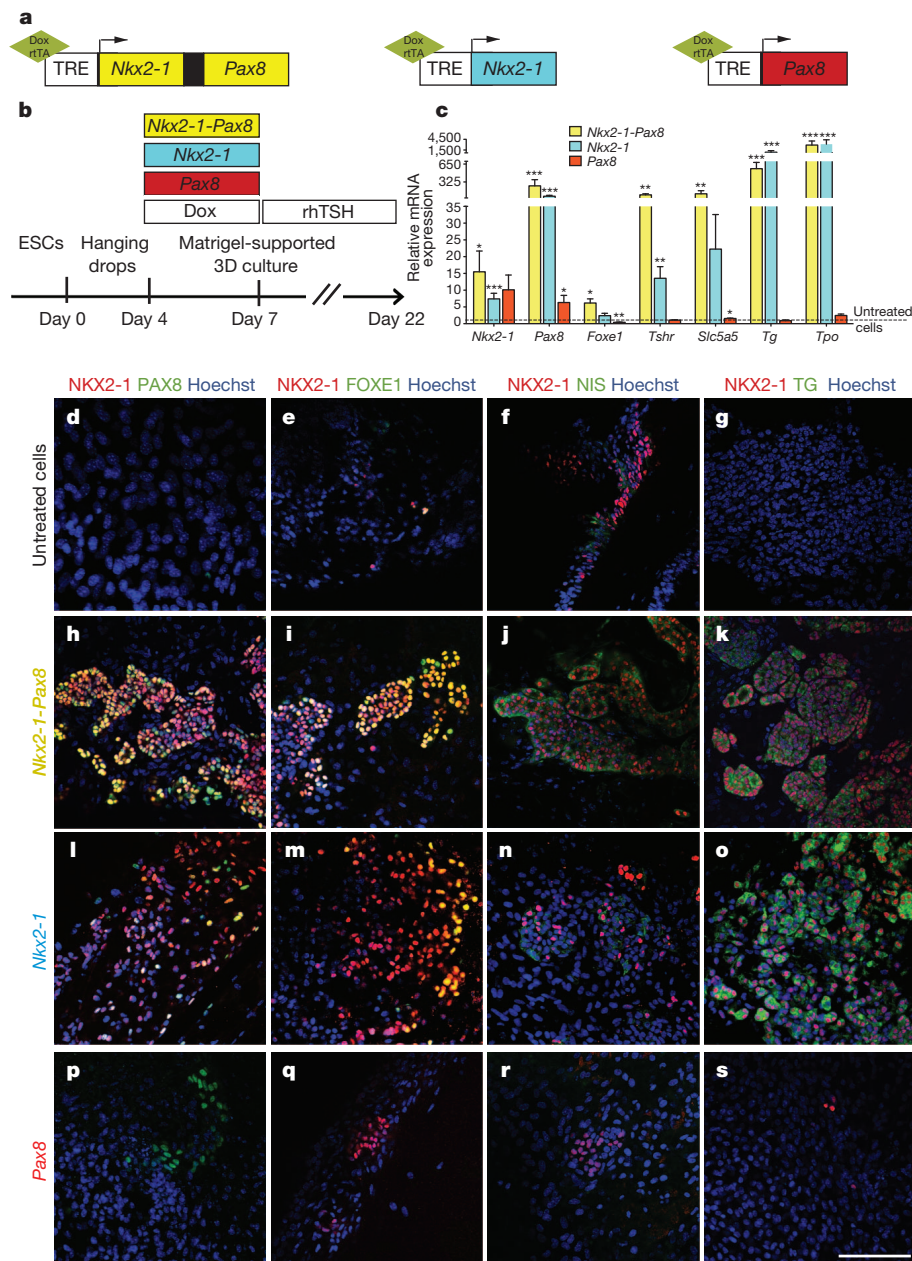 a
Dox
rtTA
TRE
Nkx2-1
Pax8
Dox
rtTA
TRE
Nkx2-1
Dox
rtTA
TRE
Pax8
b
Nkx2-1-Pax8
Nkx2-1
Pax8
Dox
rhTSH
ESCs
Hanging
drops
Matrigel-supported
3D culture
Day 0
Day 4
Day 7
Day 22
c
Relative mRNA
expression
4,500
1,500
650
325
35
30
25
20
15
10
5
0
Nkx2-1-Pax8
Nkx2-1
Pax8
*
***
***
***
*
*
**
**
**
**
*
***
***
***
***
Untreated
cells
Nkx2-1
Pax8
Foxe1
Tshr
Slc5a5
Tg
Tpo
NKX2-1 PAX8 Hoechst
NKX2-1 FOXE1 Hoechst
NKX2-1 NIS Hoechst
NKX2-1 TG Hoechst
Untreated cells
d
e
f
g
Nkx2-1-Pax8
h
i
j
k
Nkx2-1
l
m
n
o
Pax8
p
q
r
s